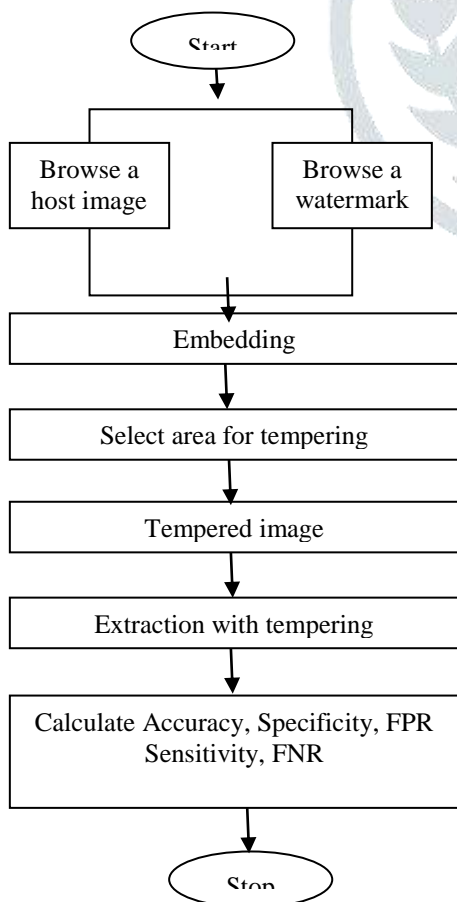 Start
Browse a
host image
Browse a
watermark
Embedding
Select area for tempering
Tempered image
Extraction with tempering
Calculate Accuracy, Specificity, FPR
Sensitivity, FNR
Stop